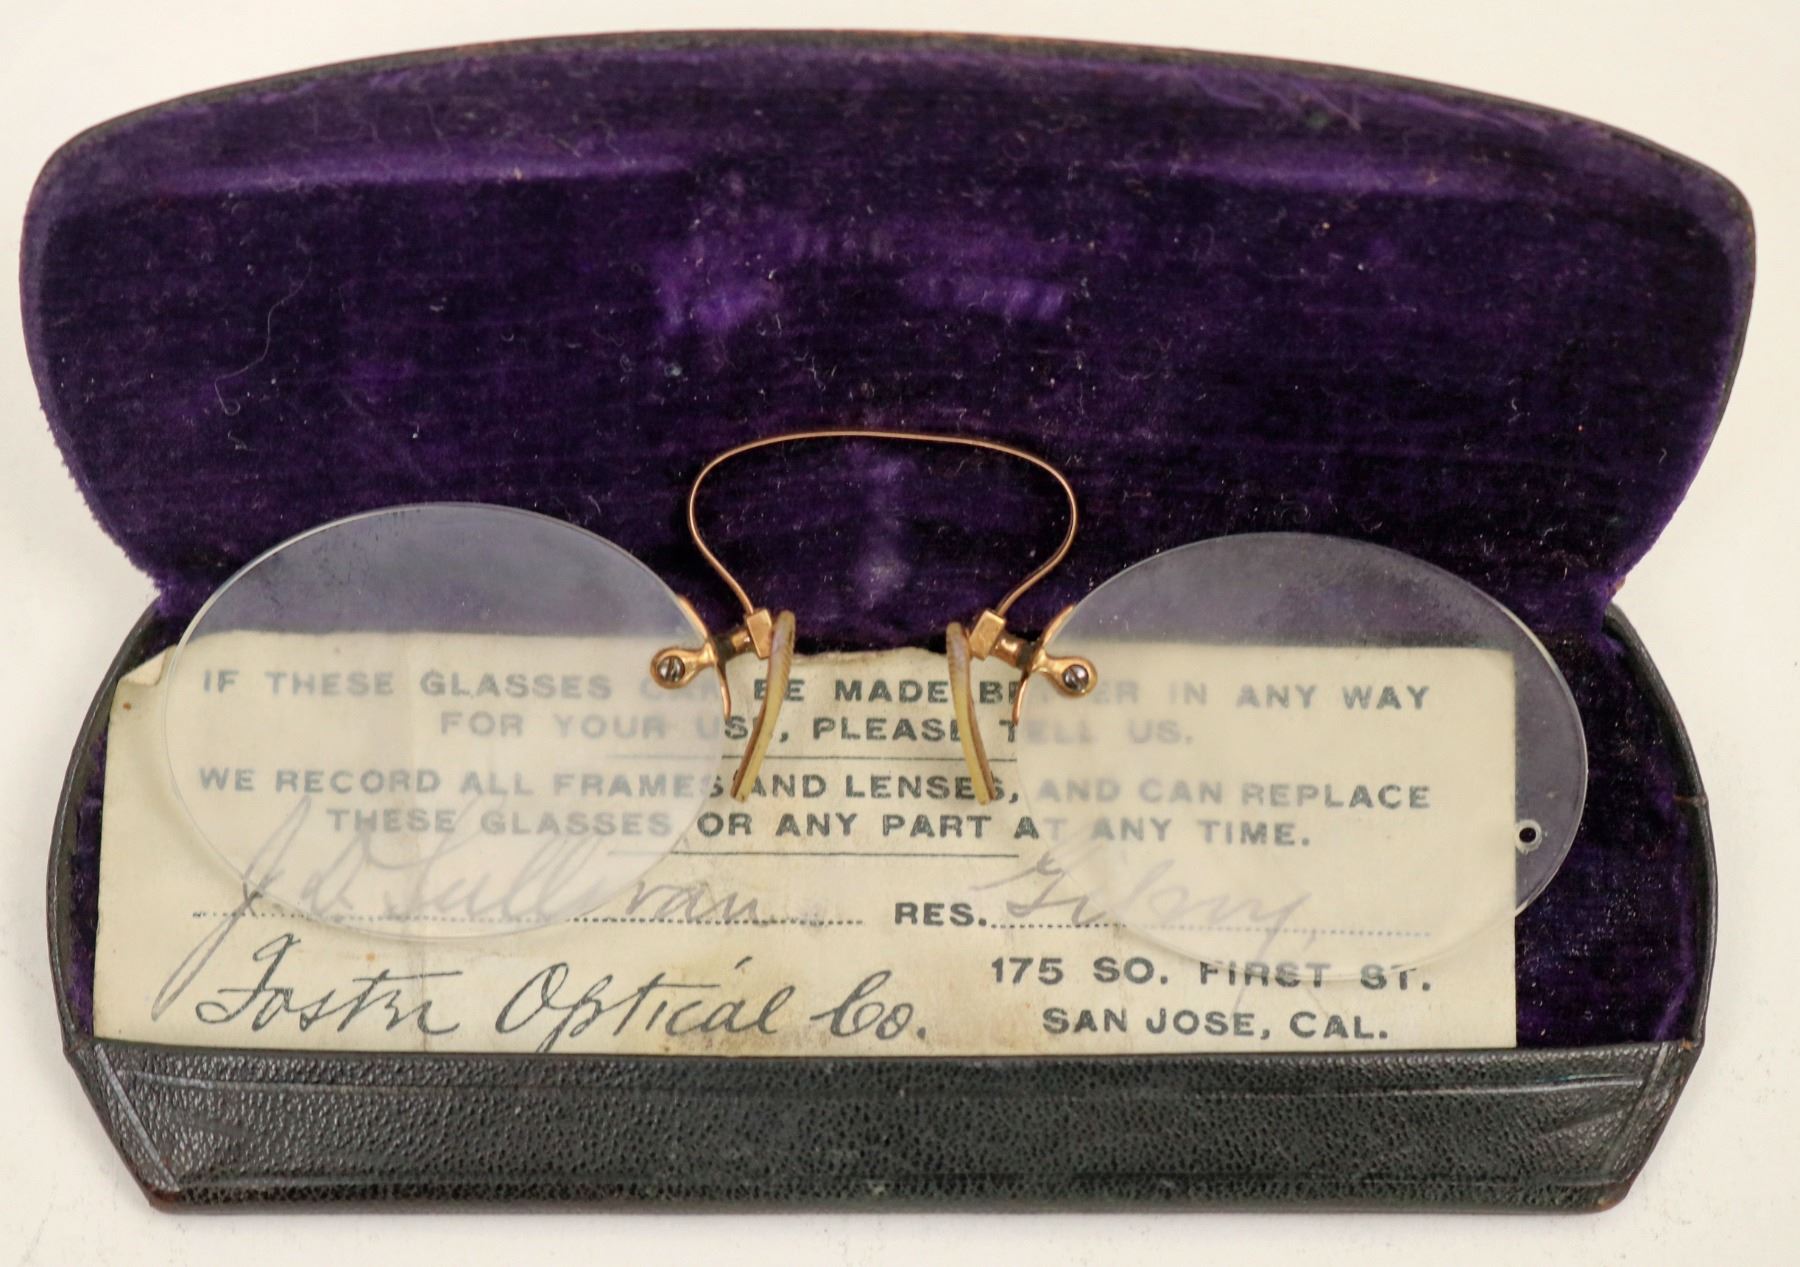 IF THESE GLASSES CAN BE MADE BETTER IN ANY WAY
FOR YOUR USE, PLEASE TELL US.
WE RECORD ALL FRAMES AND LENSES, AND CAN REPLACE
THESE GLASSES OR ANY PART AT ANY TIME.
J D. Sullivan RES. Gilroy
Foster Optical Co. 175 SO. FIRST ST.
SAN JOSE, CAL.